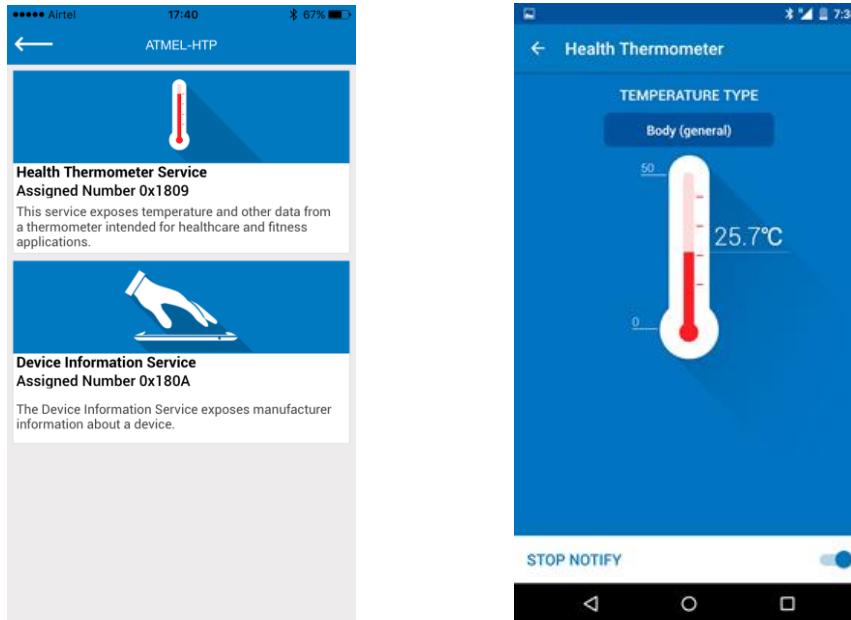 Airtel 17:40 67%
ATMEL-HTP
Health Thermometer Service
Assigned Number 0x1809
This service exposes temperature and other data from
a thermometer intended for healthcare and fitness
applications.
Device Information Service
Assigned Number 0x180A
The Device Information Service exposes manufacturer
information about a device.
Health Thermometer
TEMPERATURE TYPE
Body (general)
50
25.7°C
0
STOP NOTIFY